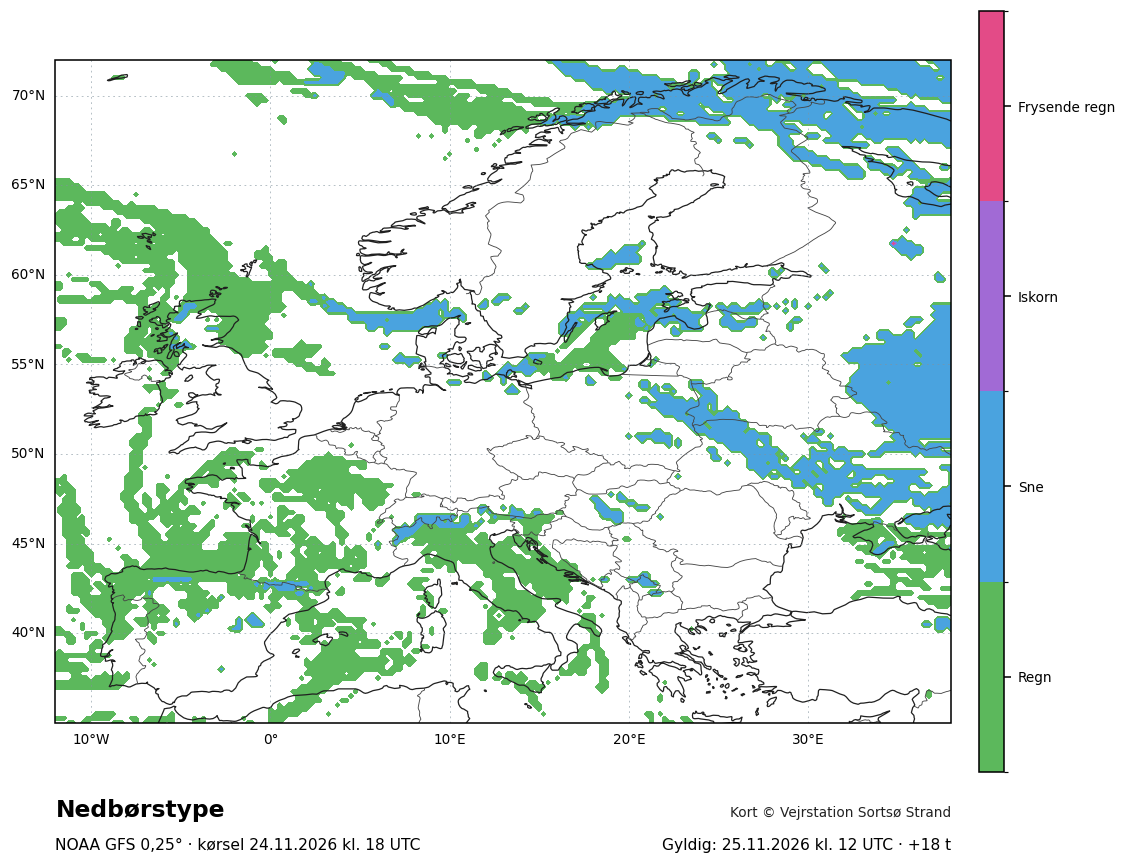 70°N
65°N
60°N
55°N
50°N
45°N
40°N
10°W
0°
10°E
20°E
30°E
Frysende regn
Iskorn
Sne
Regn
Nedbørstype
Kort © Vejrstation Sortsø Strand
NOAA GFS 0,25° · kørsel 24.11.2026 kl. 18 UTC
Gyldig: 25.11.2026 kl. 12 UTC · +18 t